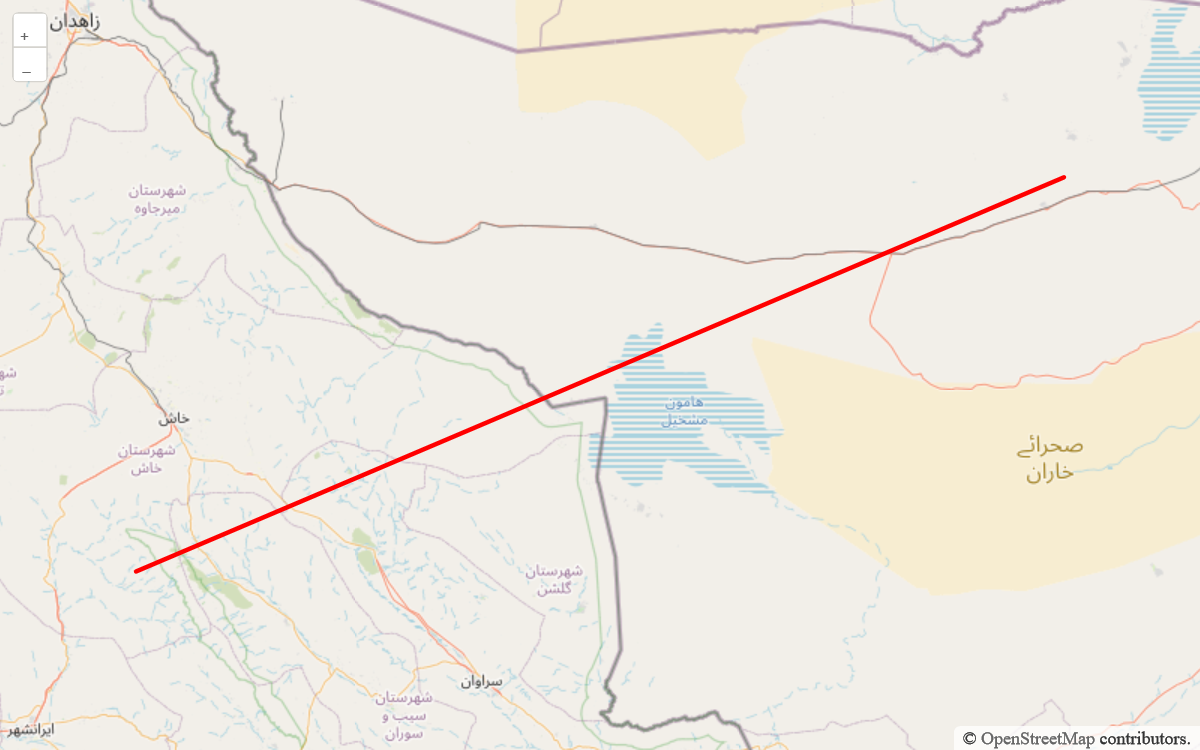 زاهدان
+
–
شهرستان
میرجاوه
خاش
شهرستان
خاش
هامون
مشخیل
صحرائے
خاران
شهرستان
گلشن
سراوان
شهرستان
سیب و
سوران
ایرانشهر
© OpenStreetMap contributors.